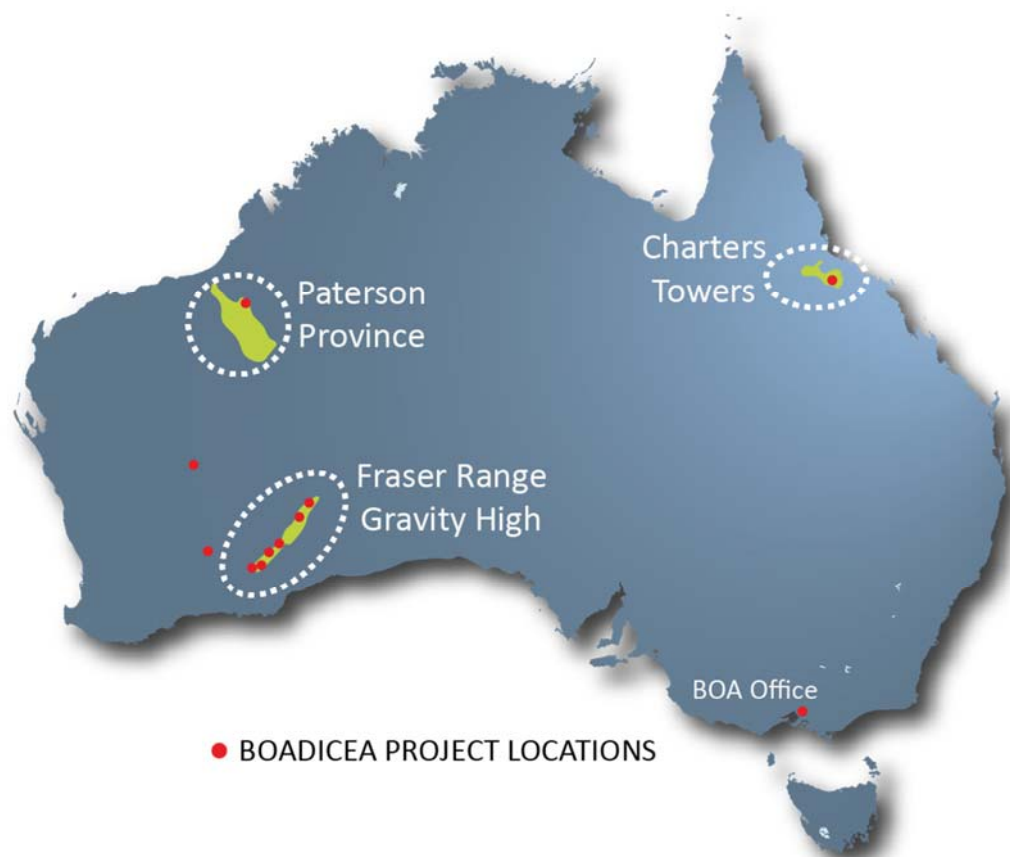 Charters
Towers
Paterson
Province
Fraser Range
Gravity High
BOA Office
BOADICEA PROJECT LOCATIONS